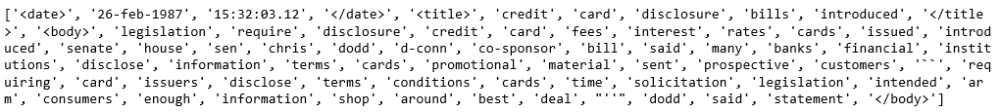 ['<date>', '26-feb-1987', '15:32:03.12', '</date>', '<title>', 'credit', 'card', 'disclosure', 'bills', 'introduced', '</title
>', '<body>', 'legislation', 'require', 'disclosure', 'credit', 'card', 'fees', 'interest', 'rates', 'cards', 'issued', 'introd
uced', 'senate', 'house', 'sen', 'chris', 'dodd', 'd-conn', 'co-sponsor', 'bill', 'said', 'many', 'banks', 'financial', 'instit
utions', 'disclose', 'information', 'terms', 'cards', 'promotional', 'material', 'sent', 'prospective', 'customers', '``', 'req
uiring', 'card', 'issuers', 'disclose', 'terms', 'conditions', 'cards', 'time', 'solicitation', 'legislation', 'intended', 'ar
m', 'consumers', 'enough', 'information', 'shop', 'around', 'best', 'deal', "''", 'dodd', 'said', 'statement', '</body>']